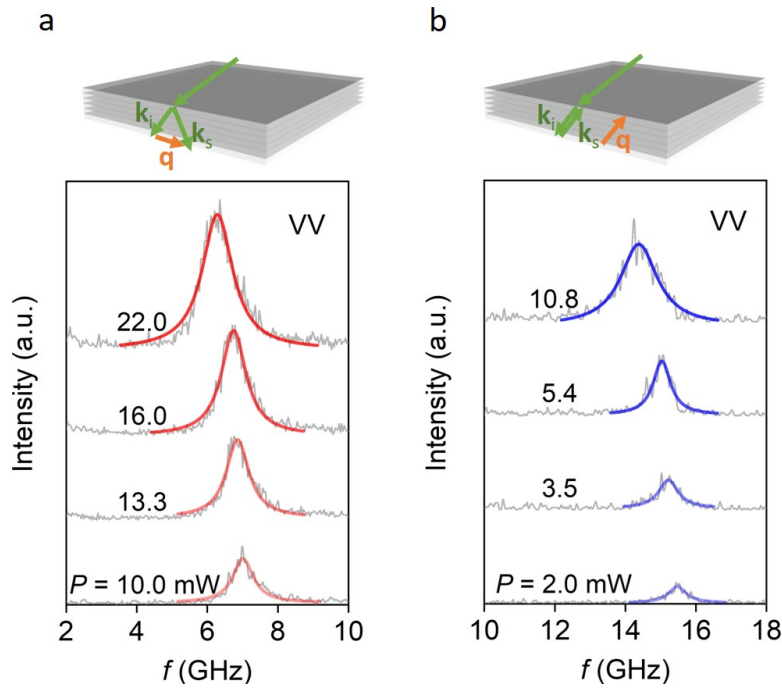 a
k_i
k_s
q
VV
22.0
16.0
13.3
P = 10.0 mW
Intensity (a.u.)
2 4 6 8 10
f (GHz)
b
k_i
k_s
q
VV
10.8
5.4
3.5
P = 2.0 mW
Intensity (a.u.)
10 12 14 16 18
f (GHz)